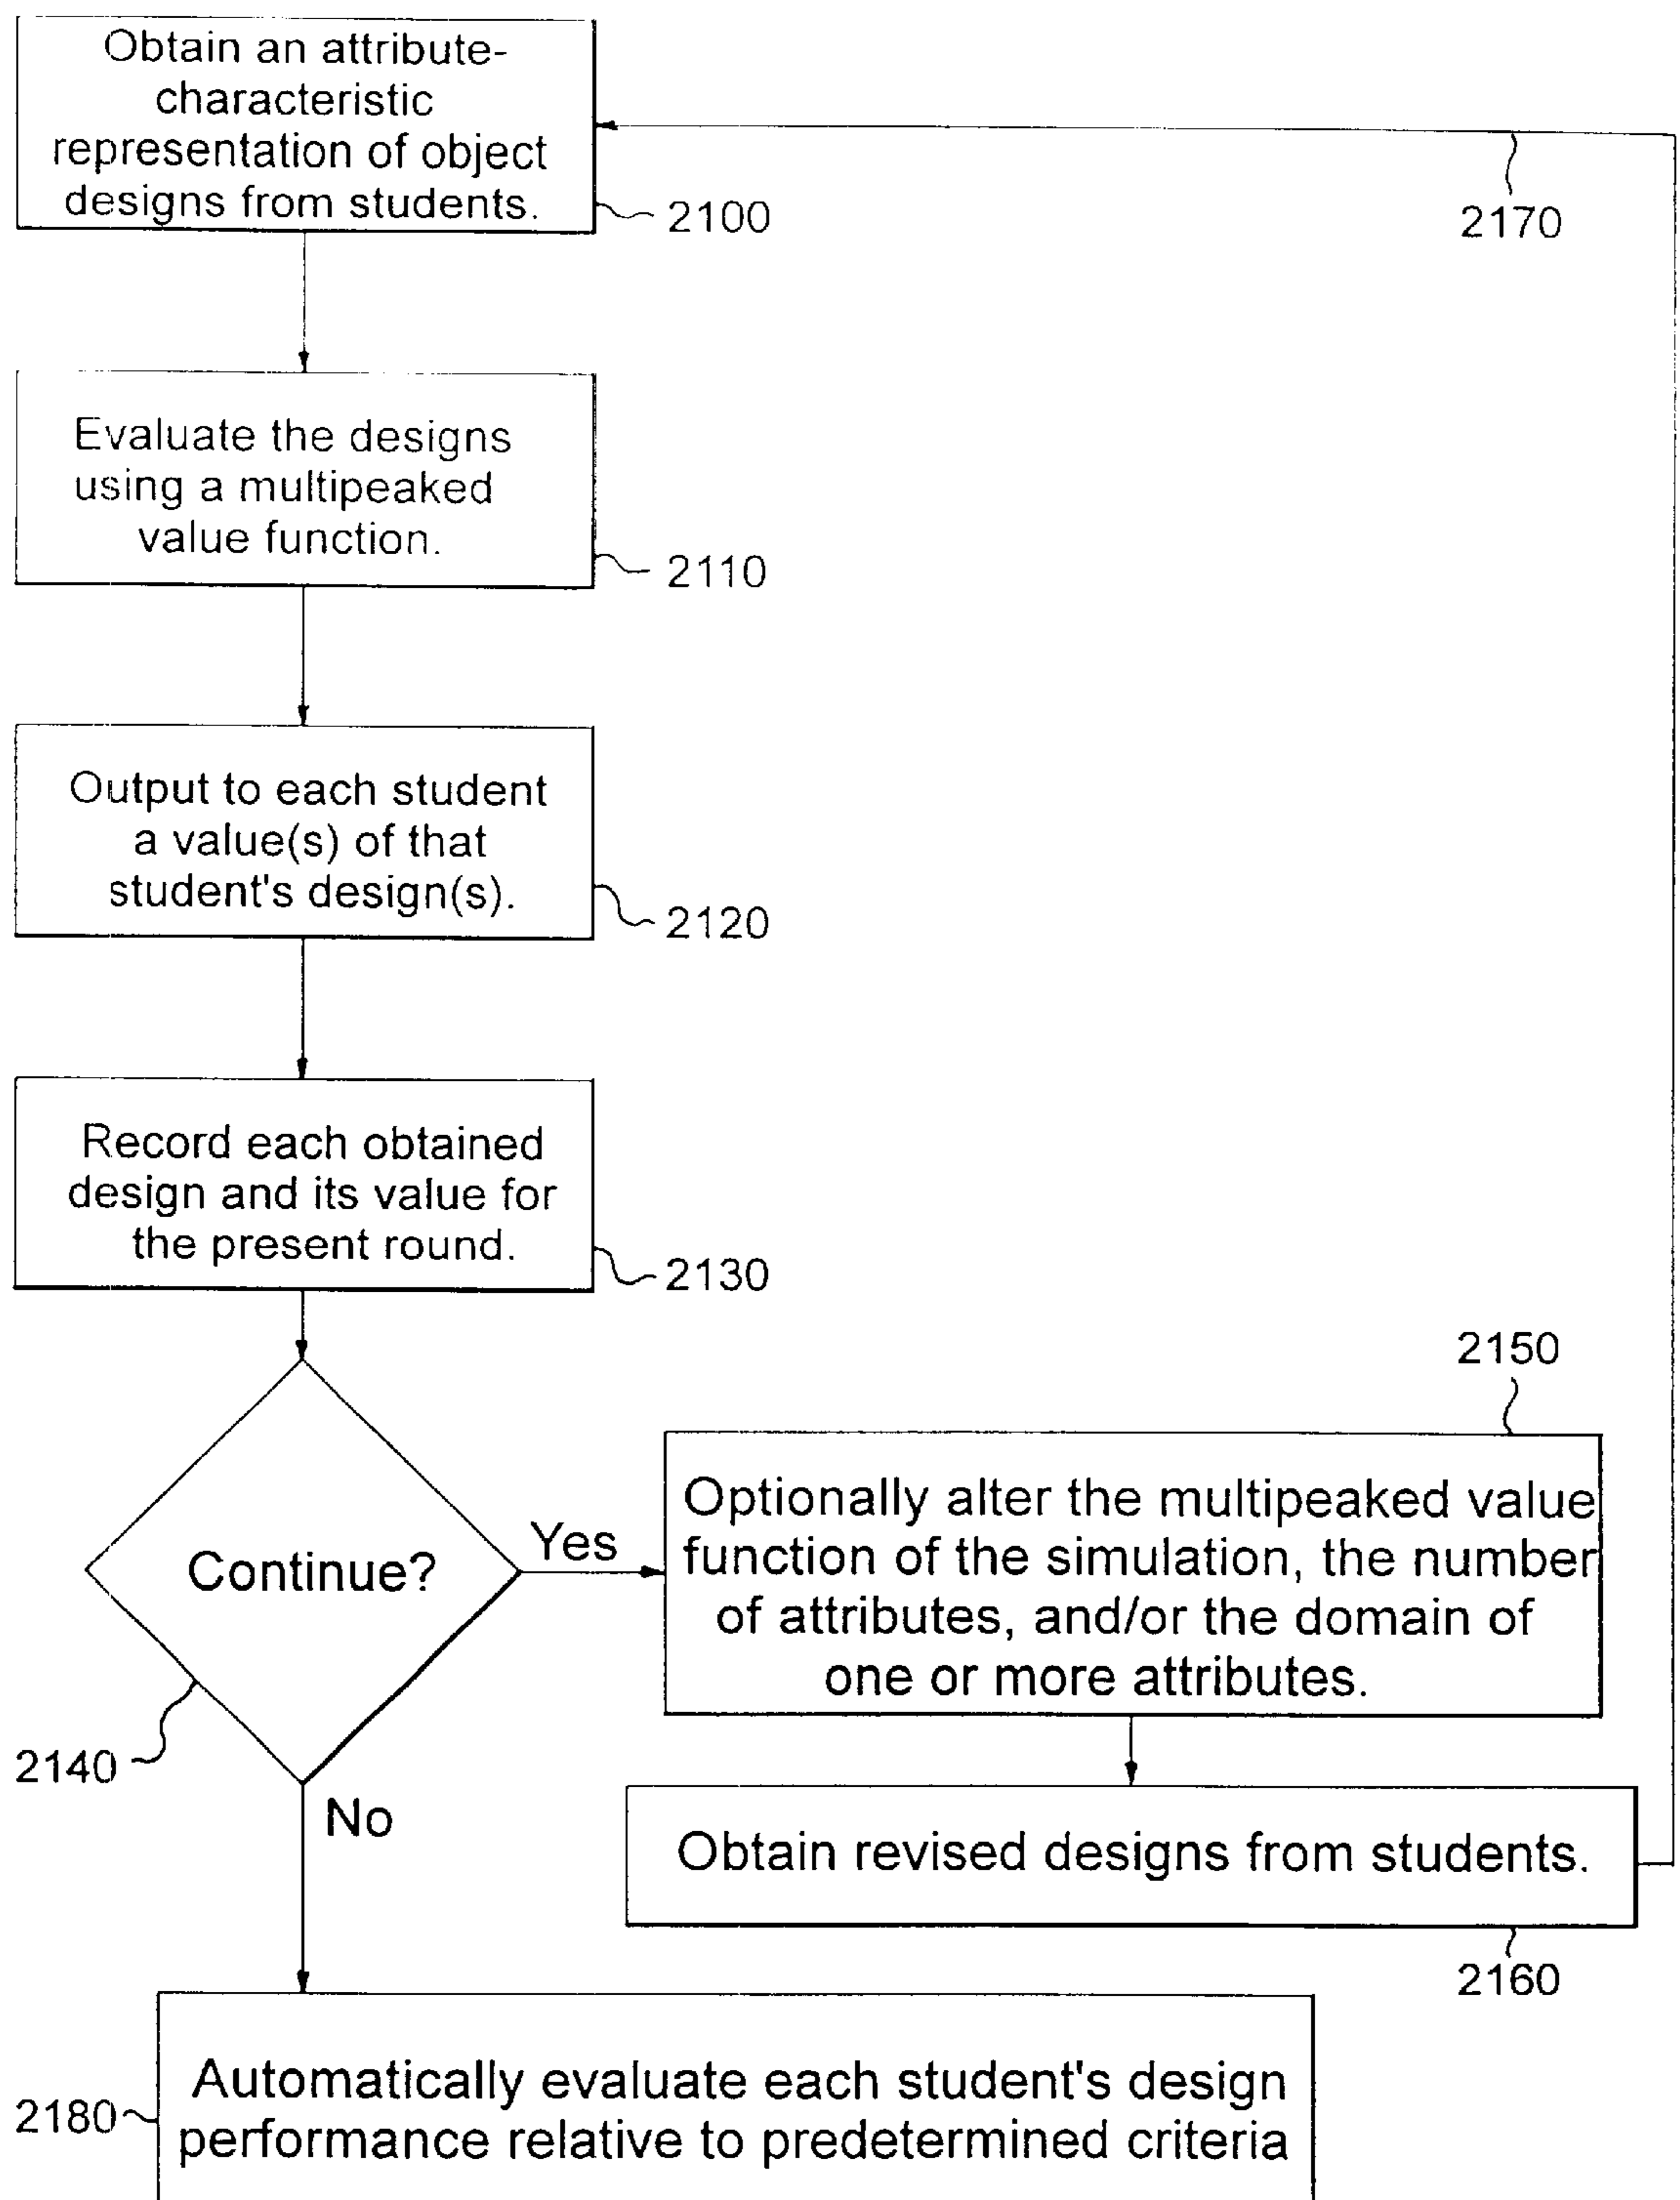 Obtain an attribute-
characteristic
representation of object
designs from students.
2100
2170
Evaluate the designs
using a multipeaked
value function.
2110
Output to each student
a value(s) of that
student's design(s).
2120
Record each obtained
design and its value for
the present round.
2130
Continue?
2140
Yes
No
2150
Optionally alter the multipeaked value
function of the simulation, the number
of attributes, and/or the domain of
one or more attributes.
Obtain revised designs from students.
2160
2180
Automatically evaluate each student's design
performance relative to predetermined criteria